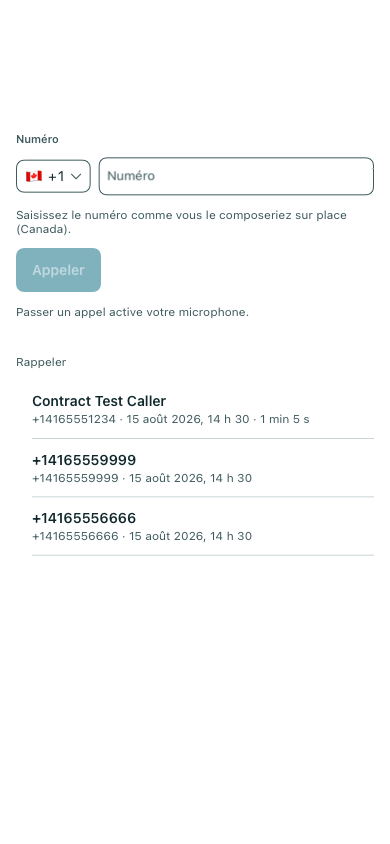 Numéro
+1
Numéro
Saisissez le numéro comme vous le composeriez sur place
(Canada).
Appeler
Passer un appel active votre microphone.
Rappeler
Contract Test Caller
+14165551234 · 15 août 2026, 14 h 30 · 1 min 5 s
+14165559999
+14165559999 · 15 août 2026, 14 h 30
+14165556666
+14165556666 · 15 août 2026, 14 h 30